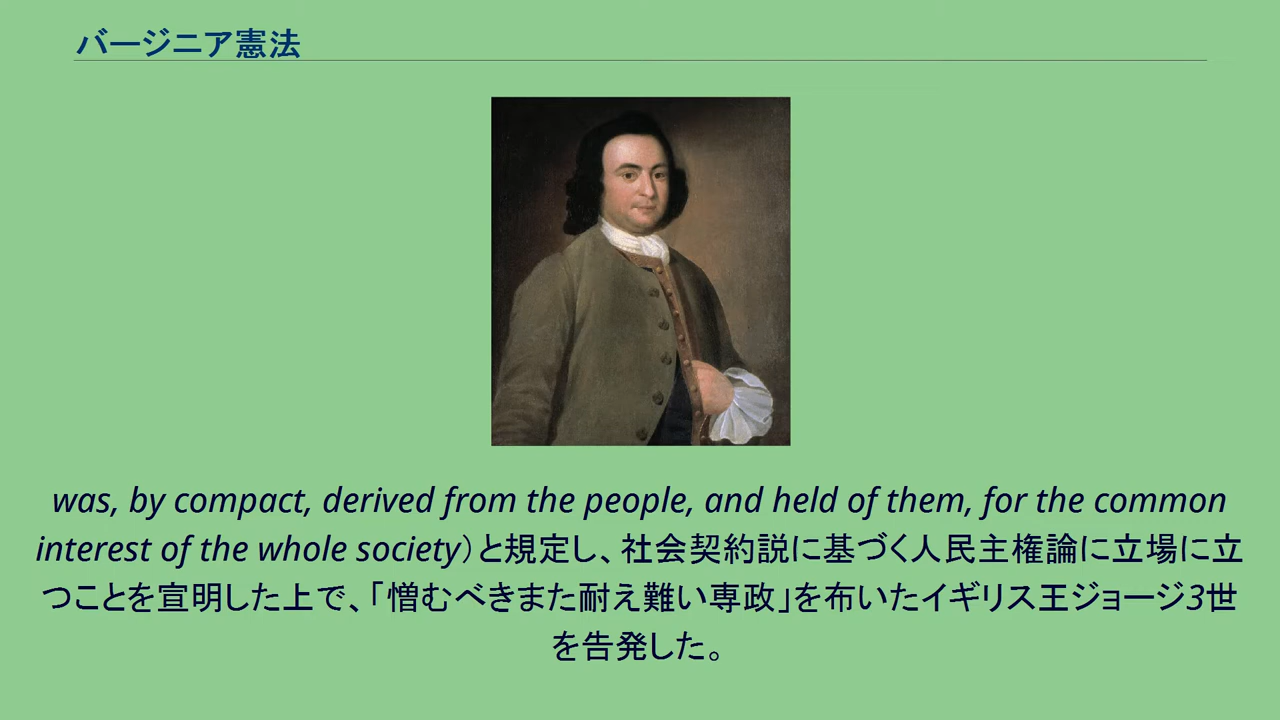 バージニア憲法
was, by compact, derived from the people, and held of them, for the common
interest of the whole society）と規定し、社会契約説に基づく人民主権論に立場に立
つことを宣明した上で、「憎むべきまた耐え難い専政」を布いたイギリス王ジョージ3世
を告発した。